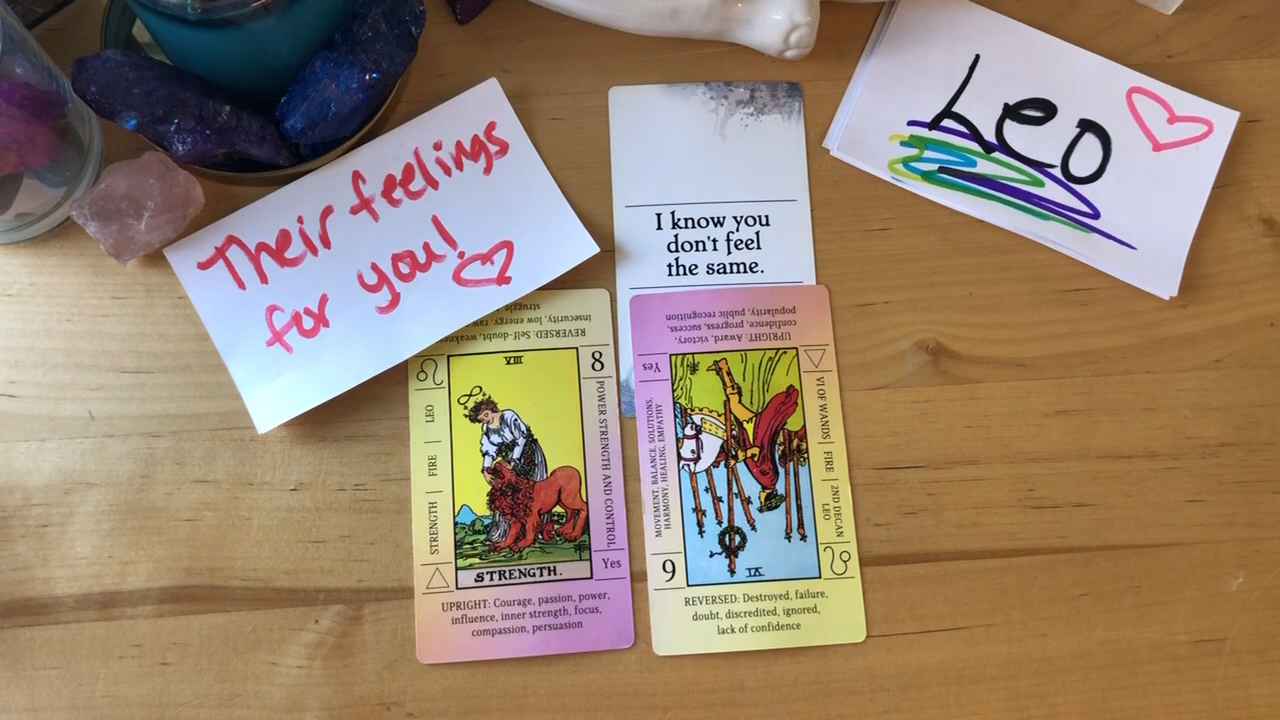 Their feelings
for you!
I know you
don't feel
the same.
Leo
REVERSED: Self-doubt, weakness,
insecurity, low energy, raw
struggle
VIII
8
LEO
FIRE
STRENGTH
POWER STRENGTH AND CONTROL
Yes
STRENGTH.
UPRIGHT: Courage, passion, power,
influence, inner strength, focus,
compassion, persuasion
UPRIGHT: Award, victory,
confidence, progress, success,
popularity, public recognition
Yes
MOVEMENT, BALANCE, SOLUTIONS,
HARMONY, HEALING, EMPATHY
VI OF WANDS
FIRE
2ND DECAN
LEO
6
VI
REVERSED: Destroyed, failure,
doubt, discredited, ignored,
lack of confidence